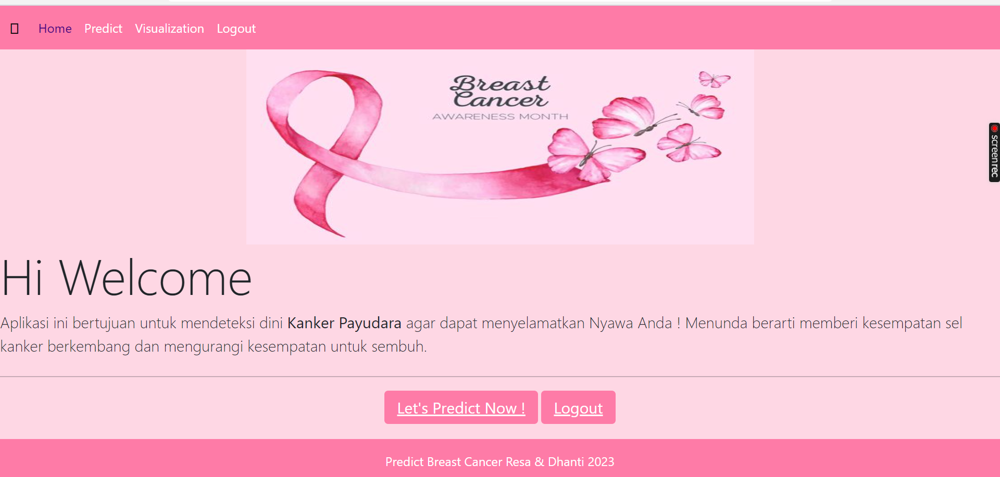 Home Predict Visualization Logout
Breast
Cancer
AWARENESS MONTH
screenrec
Hi Welcome
Aplikasi ini bertujuan untuk mendeteksi dini Kanker Payudara agar dapat menyelamatkan Nyawa Anda ! Menunda berarti memberi kesempatan sel
kanker berkembang dan mengurangi kesempatan untuk sembuh.
Let's Predict Now ! Logout
Predict Breast Cancer Resa & Dhanti 2023